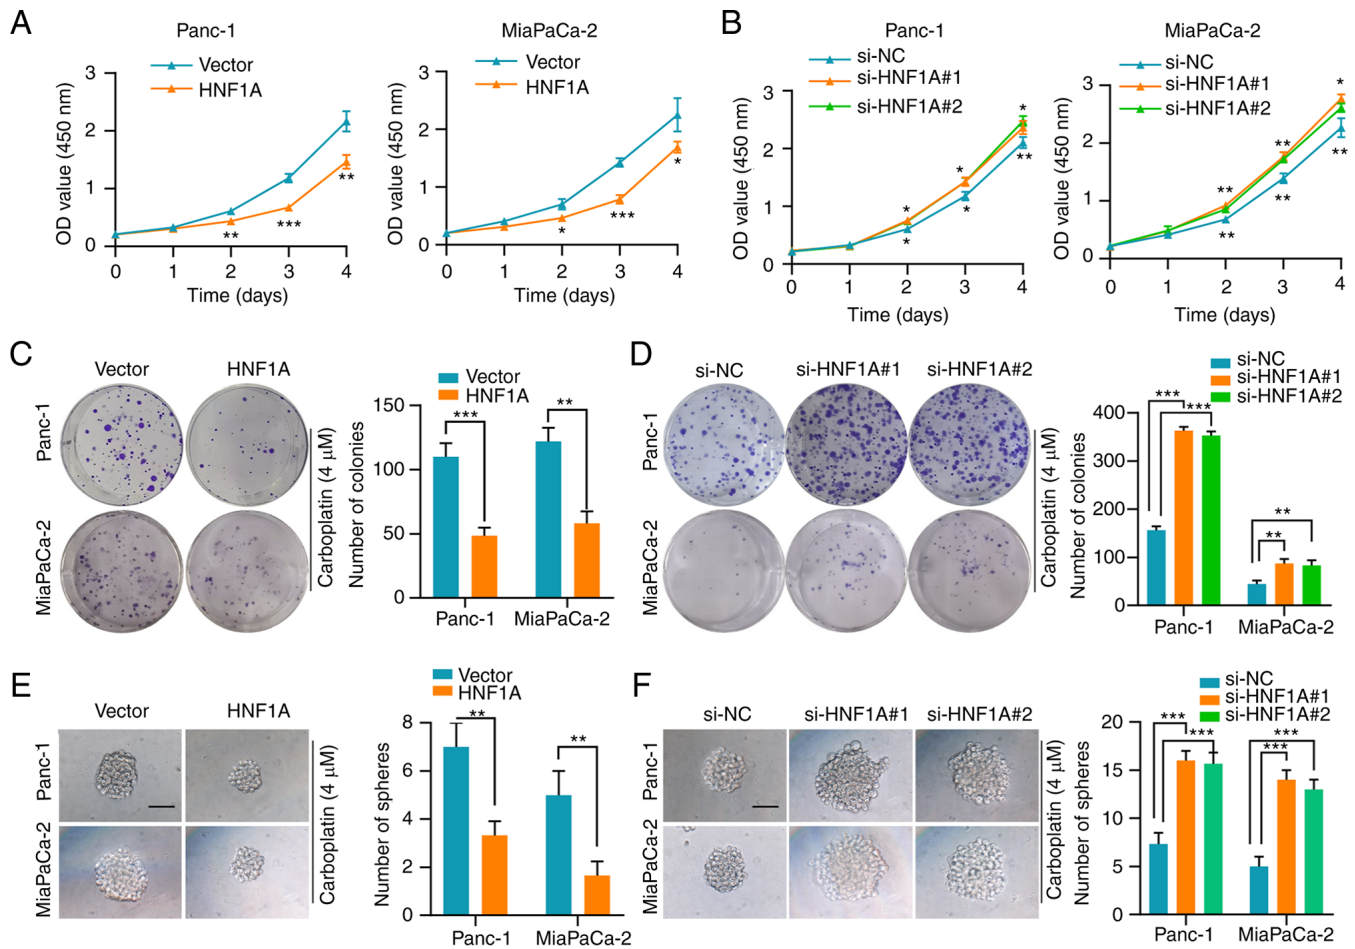 A
Panc-1
Vector
HNF1A
OD value (450 nm)
3
2
1
0
** *** **
0 1 2 3 4
Time (days)
MiaPaCa-2
Vector
HNF1A
OD value (450 nm)
3
2
1
0
* *** *
0 1 2 3 4
Time (days)
B
Panc-1
si-NC
si-HNF1A#1
si-HNF1A#2
OD value (450 nm)
3
2
1
0
* * *
* * **
0 1 2 3 4
Time (days)
MiaPaCa-2
si-NC
si-HNF1A#1
si-HNF1A#2
OD value (450 nm)
3
2
1
0
** ** *
** ** **
0 1 2 3 4
Time (days)
C
Vector HNF1A
Panc-1
MiaPaCa-2
Carboplatin (4 μM)
Vector
HNF1A
Number of colonies
150
100
50
0
*** **
Panc-1 MiaPaCa-2
D
si-NC si-HNF1A#1 si-HNF1A#2
Panc-1
MiaPaCa-2
Carboplatin (4 μM)
si-NC
si-HNF1A#1
si-HNF1A#2
Number of colonies
400
300
200
100
0
*** ***
** **
Panc-1 MiaPaCa-2
E
Vector HNF1A
Panc-1
MiaPaCa-2
Carboplatin (4 μM)
Vector
HNF1A
Number of spheres
8
6
4
2
0
** **
Panc-1 MiaPaCa-2
F
si-NC si-HNF1A#1 si-HNF1A#2
Panc-1
MiaPaCa-2
Carboplatin (4 μM)
si-NC
si-HNF1A#1
si-HNF1A#2
Number of spheres
20
15
10
5
0
*** ***
*** ***
Panc-1 MiaPaCa-2